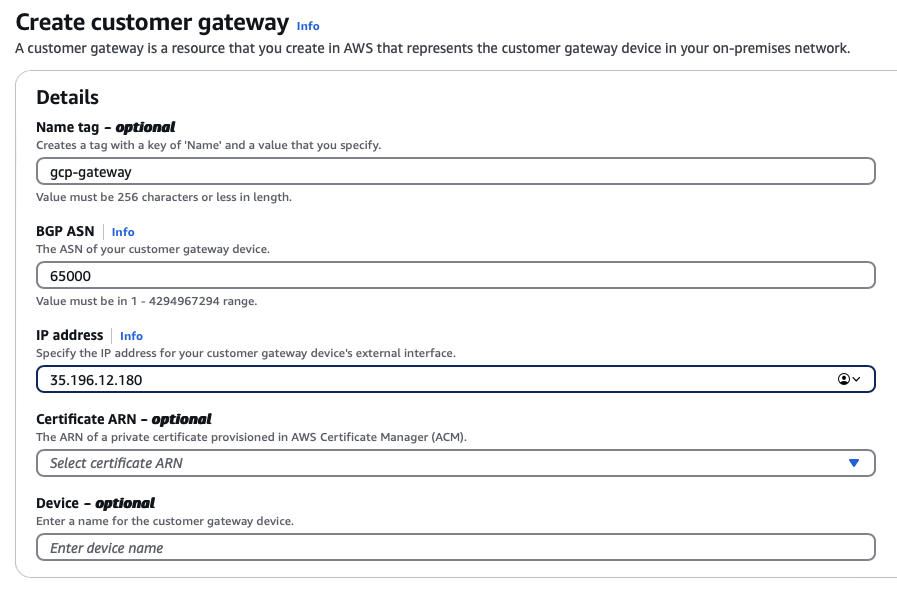 Create customer gateway Info
A customer gateway is a resource that you create in AWS that represents the customer gateway device in your on-premises network.
Details
Name tag - optional
Creates a tag with a key of 'Name' and a value that you specify.
gcp-gateway
Value must be 256 characters or less in length.
BGP ASN Info
The ASN of your customer gateway device.
65000
Value must be in 1 - 4294967294 range.
IP address Info
Specify the IP address for your customer gateway device's external interface.
35.196.12.180
Certificate ARN - optional
The ARN of a private certificate provisioned in AWS Certificate Manager (ACM).
Select certificate ARN
Device - optional
Enter a name for the customer gateway device.
Enter device name